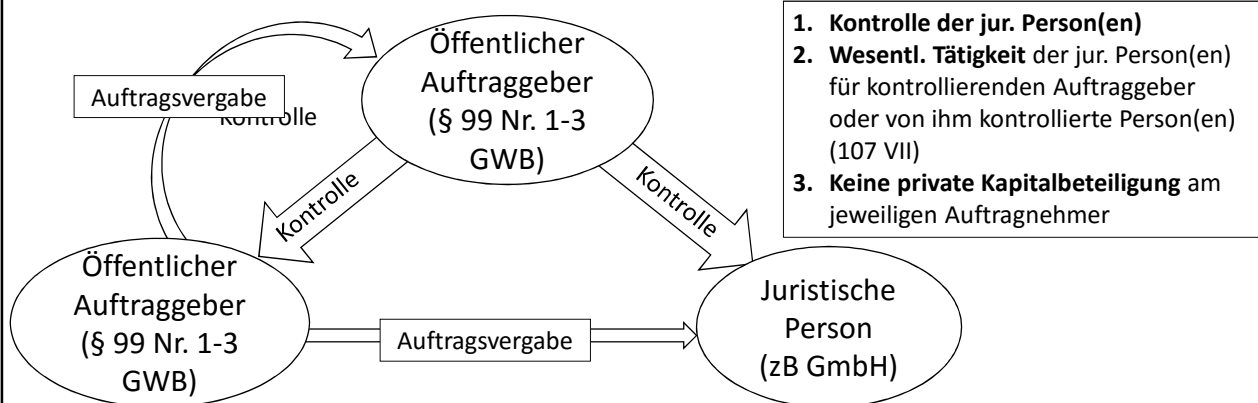 Öffentlicher
Auftraggeber
(§ 99 Nr. 1-3
GWB)
Auftragsvergabe
Kontrolle
Kontrolle
Kontrolle
Öffentlicher
Auftraggeber
(§ 99 Nr. 1-3
GWB)
Auftragsvergabe
Juristische
Person
(zB GmbH)
1. Kontrolle der jur. Person(en)
2. Wesentl. Tätigkeit der jur. Person(en)
für kontrollierenden Auftraggeber
oder von ihm kontrollierte Person(en)
(107 VII)
3. Keine private Kapitalbeteiligung am
jeweiligen Auftragnehmer